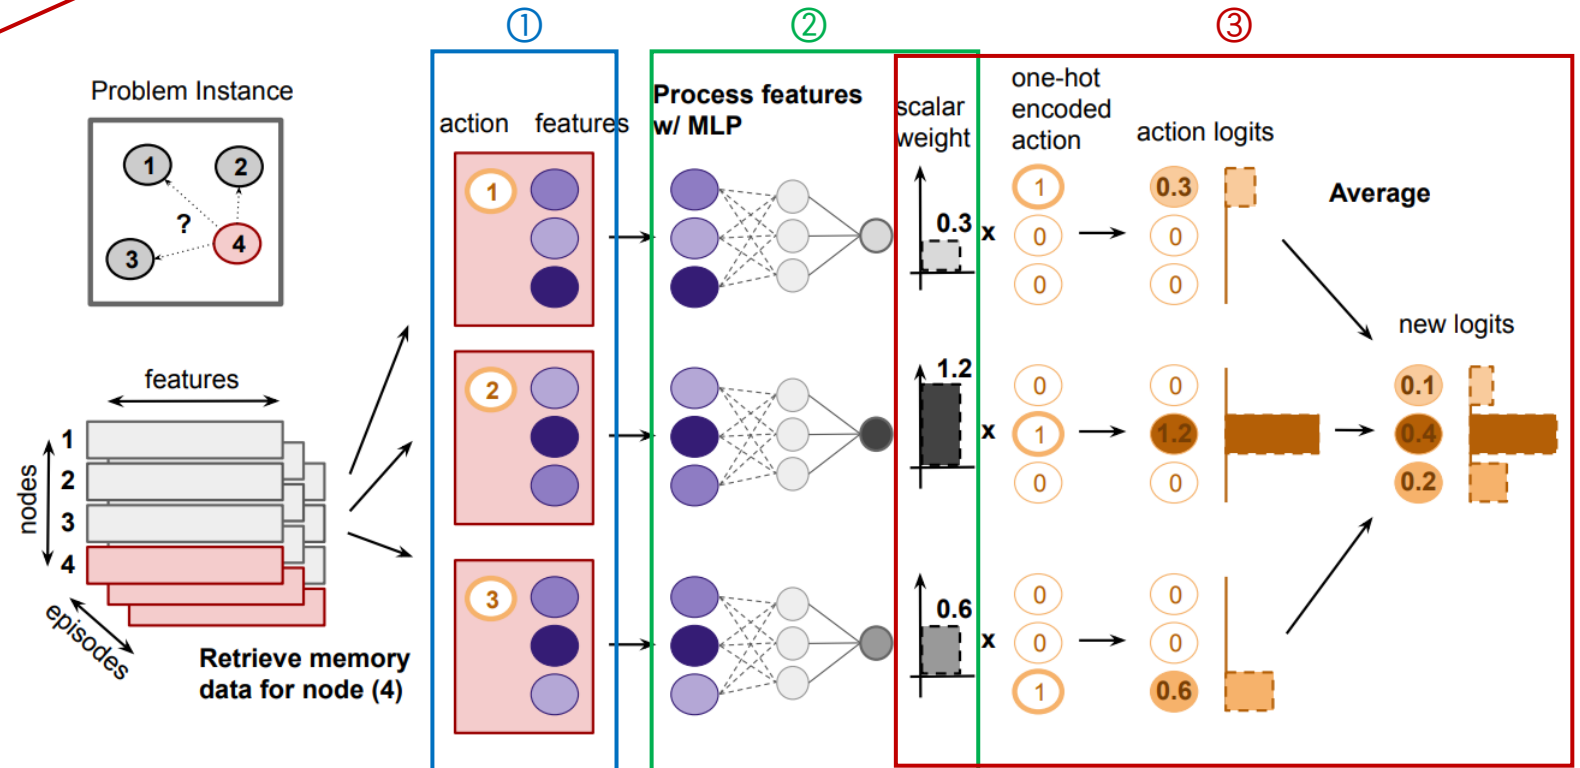 ① ② ③
Problem Instance
1 2
?
4
3
features
nodes
1
2
3
4
episodes
Retrieve memory
data for node (4)
action features
1
2
3
Process features
w/ MLP
scalar
weight
0.3
x
1.2
x
0.6
x
one-hot
encoded
action
1
0
0
0
1
0
0
0
1
action logits
0.3
0
0
0
1.2
0
0
0
0.6
Average
new logits
0.1
0.4
0.2